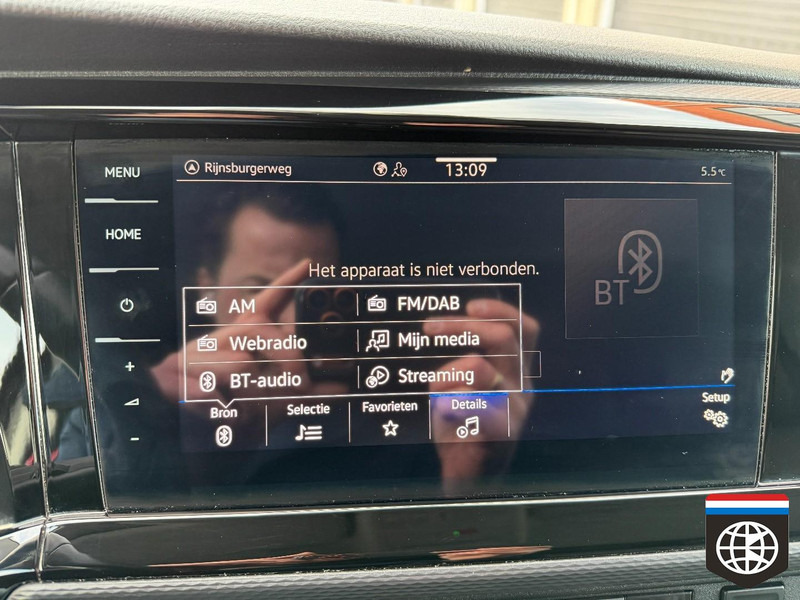 MENU
Rijnsburgerweg
13:09
5.5°C
HOME
Het apparaat is niet verbonden.
BT
AM
FM/DAB
Webradio
Mijn media
BT-audio
Streaming
+
-
Bron
Selectie
Favorieten
Details
Setup